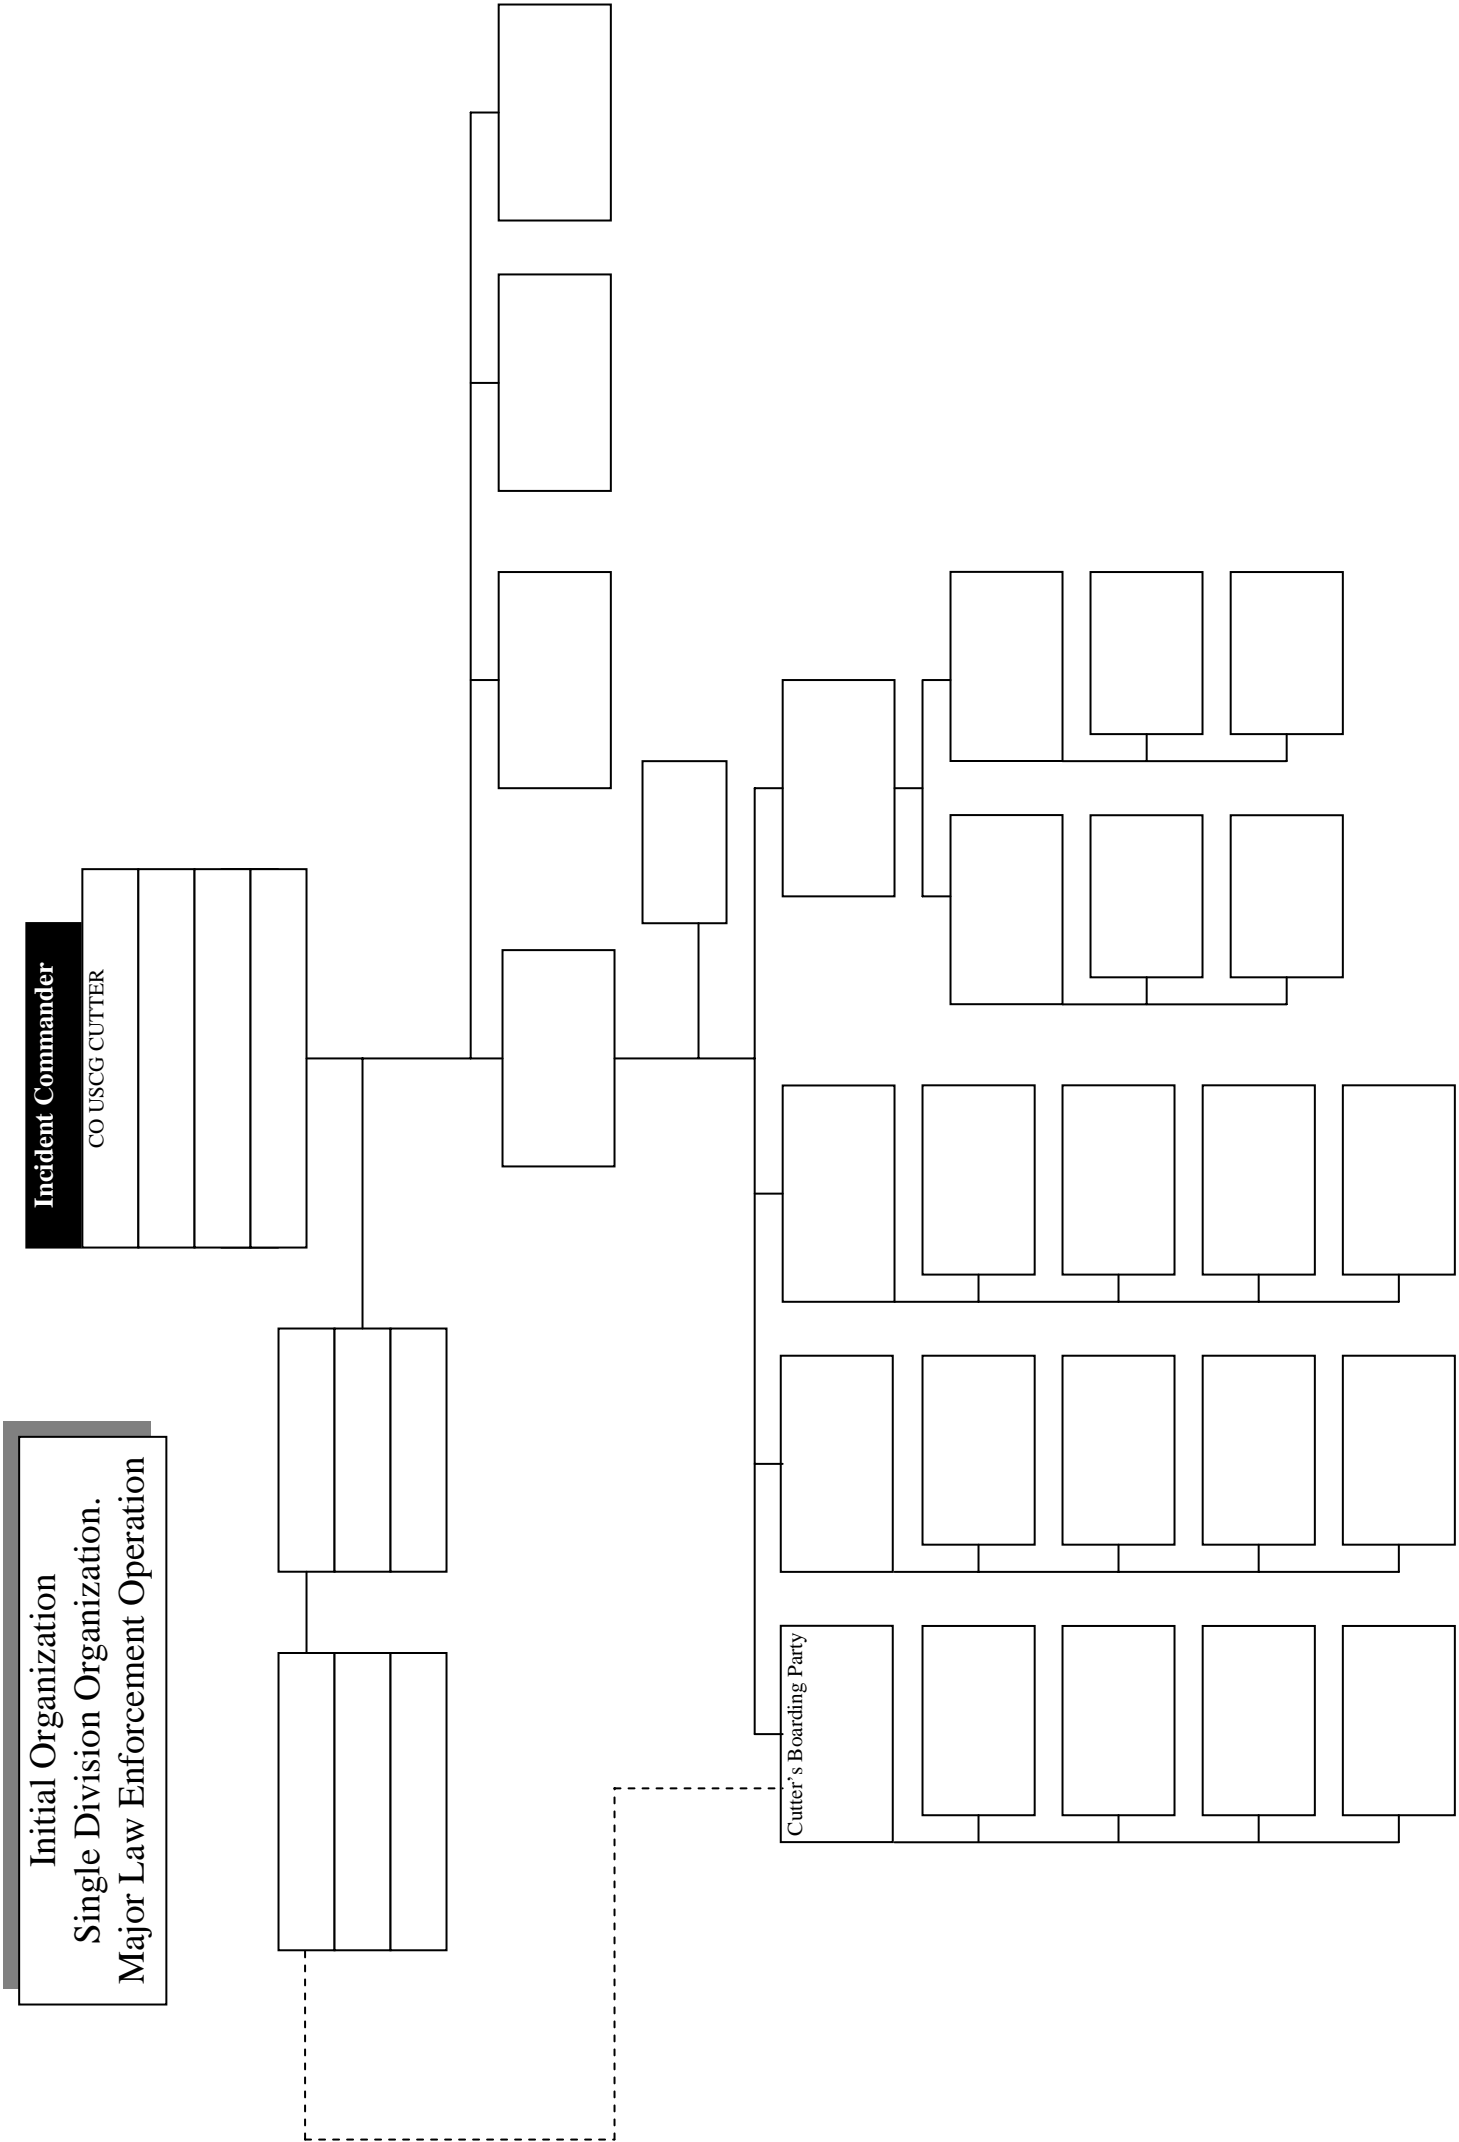 Initial Organization
Single Division Organization.
Major Law Enforcement Operation
Incident Commander
CO USCG CUTTER
Cutter’s Boarding Party